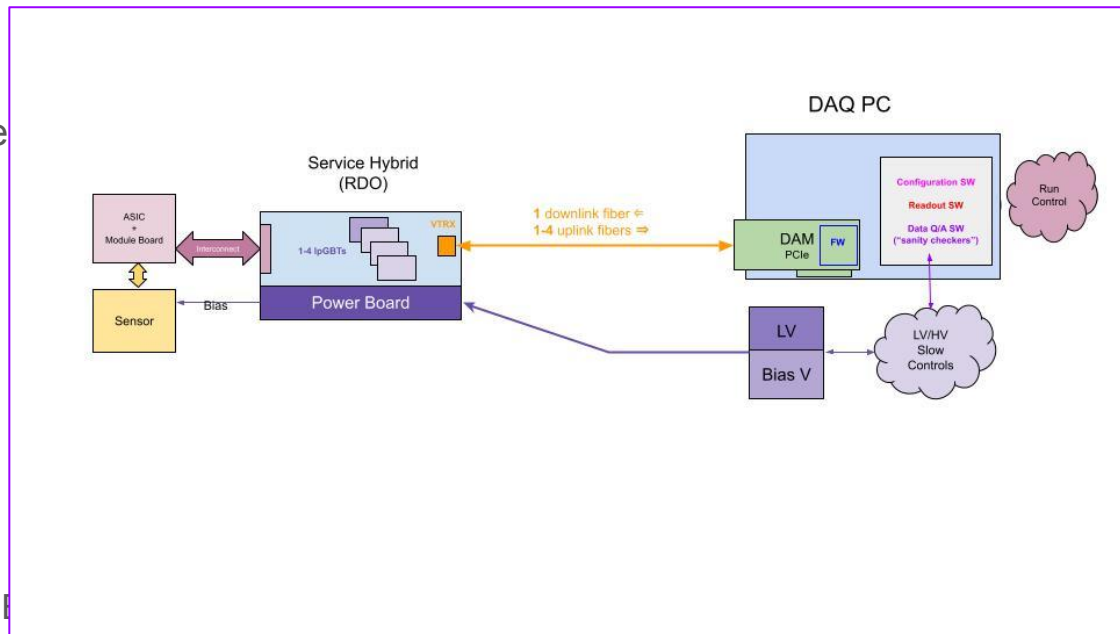 DAQ PC
Service Hybrid
(RDO)
ASIC
+
Module Board
Interconnect
1-4 lpGBTs
VTRX
1 downlink fiber ⇐
1-4 uplink fibers ⇒
DAM
PCIe
FW
Configuration SW
Readout SW
Data Q/A SW
("sanity checkers")
Run
Control
Sensor
Bias
Power Board
LV
Bias V
LV/HV
Slow
Controls